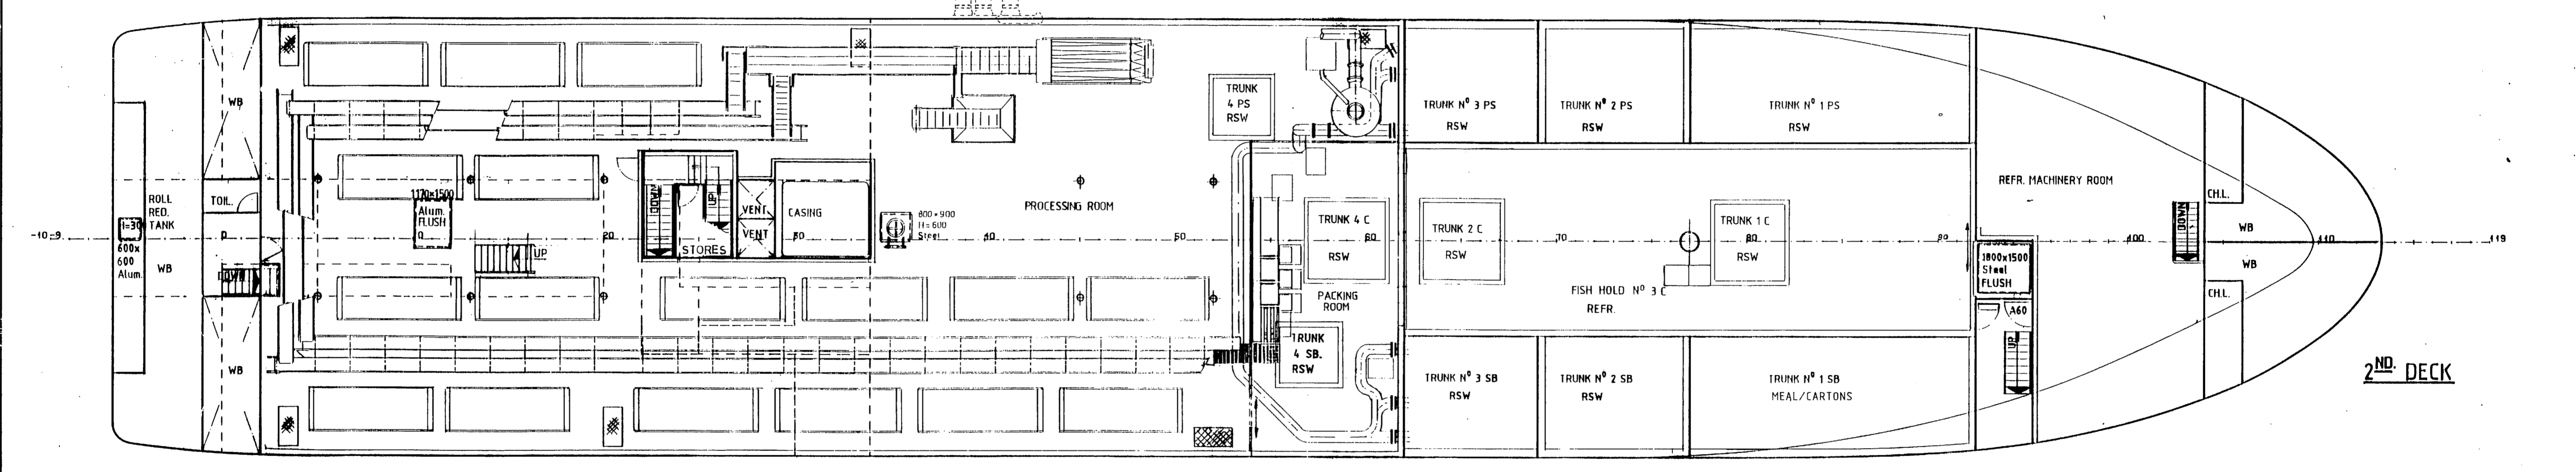 WB
TRUNK
4 PS
RSW
TRUNK Nº 3 PS
RSW
TRUNK Nº 2 PS
RSW
TRUNK Nº 1 PS
RSW
ROLL
RED.
TANK
WB
TOIL.
H=300
600x
600
Alum.
-10
-9
0
DOWN
1170x1500
Alum.
FLUSH
UP
20
DOWN
UP
STORES
VENT.
VENT
CASING
30
800x900
H=600
Steel
40
PROCESSING ROOM
50
TRUNK 4 C
RSW
60
PACKING
ROOM
TRUNK
4 SB.
RSW
TRUNK 2 C
RSW
70
TRUNK 1 C
80
RSW
FISH HOLD Nº 3 C
REFR.
90
REFR. MACHINERY ROOM
1800x1500
Steel
FLUSH
A60
UP
100
DOWN
CH.L.
WB
WB
CH.L.
110
119
WB
TRUNK Nº 3 SB
RSW
TRUNK Nº 2 SB
RSW
TRUNK Nº 1 SB
MEAL/CARTONS
2ND. DECK